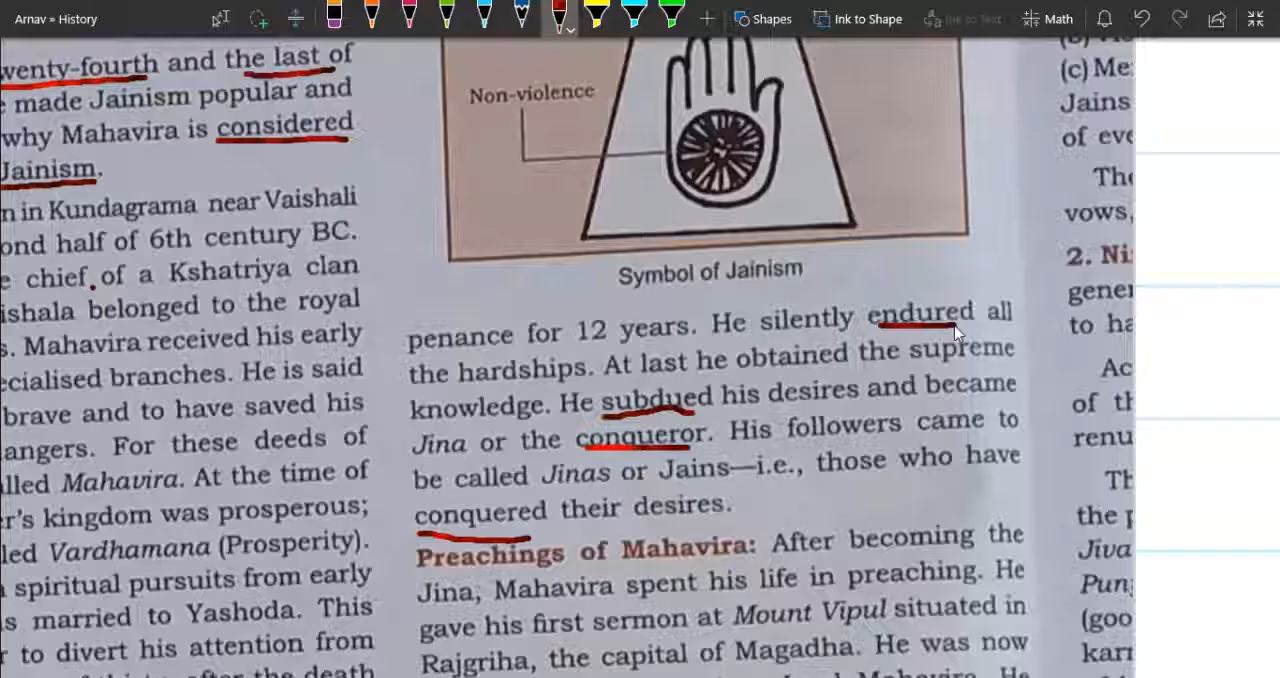 Arnav » History
Shapes
Ink to Shape
Ink to Text
Math
wenty-fourth and the last of
made Jainism popular and
why Mahavira is considered
Jainism.
n in Kundagrama near Vaishali
ond half of 6th century BC.
e chief of a Kshatriya clan
ishala belonged to the royal
s. Mahavira received his early
ecialised branches. He is said
brave and to have saved his
angers. For these deeds of
lled Mahavira. At the time of
r's kingdom was prosperous;
led Vardhamana (Prosperity).
spiritual pursuits from early
s married to Yashoda. This
r to divert his attention from
after the death
Non-violence
Symbol of Jainism
penance for 12 years. He silently endured all
the hardships. At last he obtained the supreme
knowledge. He subdued his desires and became
Jina or the conqueror. His followers came to
be called Jinas or Jains—i.e., those who have
conquered their desires.
Preachings of Mahavira: After becoming the
Jina, Mahavira spent his life in preaching. He
gave his first sermon at Mount Vipul situated in
Rajgriha, the capital of Magadha. He was now
He
(c) Me
Jains
of eve
The
vows,
2. Ni
gener
to ha
Ac
of th
renu
Th
the p
Jiva
Pun
(goo
karn